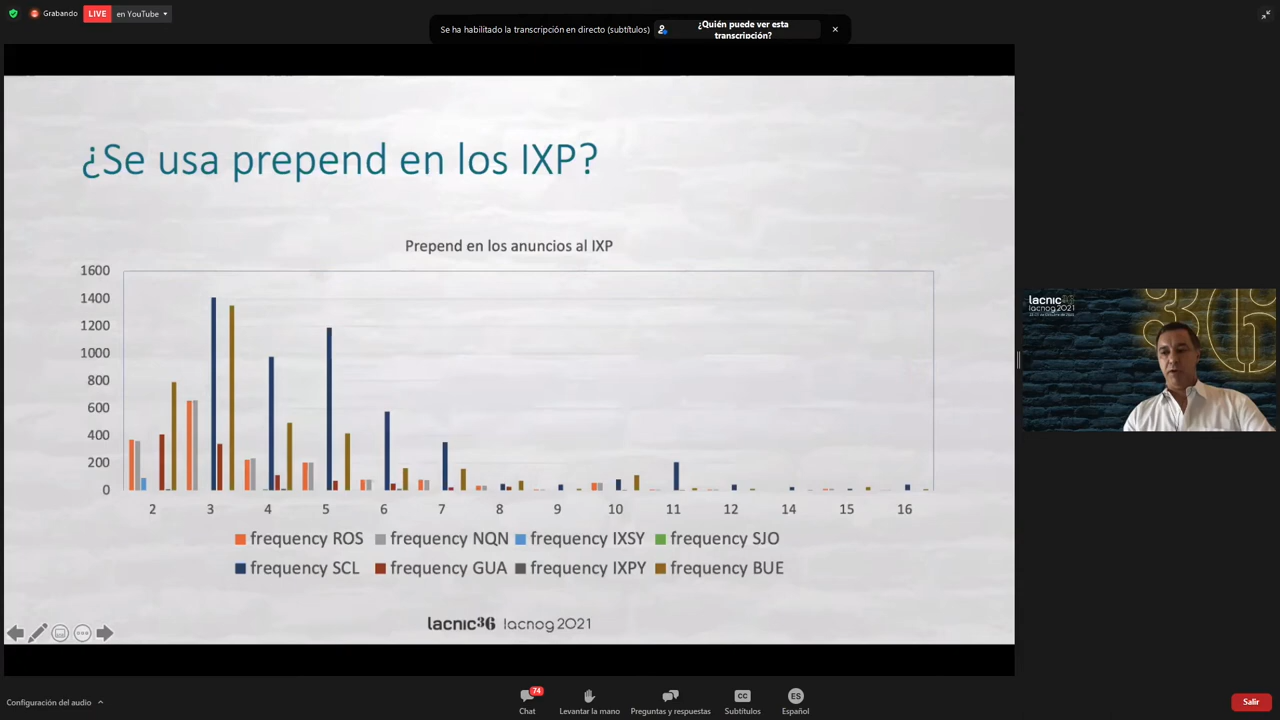 Grabando
LIVE en YouTube
Se ha habilitado la transcripción en directo (subtítulos)
¿Quién puede ver esta transcripción?
¿Se usa prepend en los IXP?
Prepend en los anuncios al IXP
1600
1400
1200
1000
800
600
400
200
0
2 3 4 5 6 7 8 9 10 11 12 14 15 16
frequency ROS frequency NQN frequency IXSY frequency SJO
frequency SCL frequency GUA frequency IXPY frequency BUE
lacnic36 lacnog2021
lacnic36
lacnog2021
36
Configuración del audio
74
Chat
Levantar la mano
Preguntas y respuestas
CC
Subtítulos
ES
Español
Salir